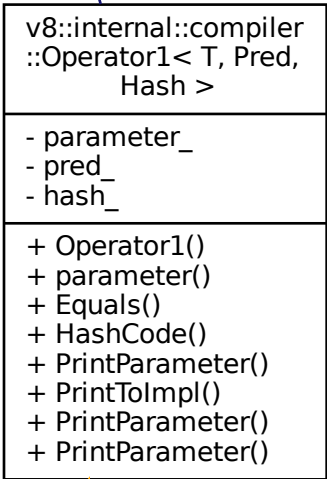 v8::internal::compiler
::Operator1< T, Pred,
Hash >
- parameter_
- pred_
- hash_
+ Operator1()
+ parameter()
+ Equals()
+ HashCode()
+ PrintParameter()
+ PrintToImpl()
+ PrintParameter()
+ PrintParameter()